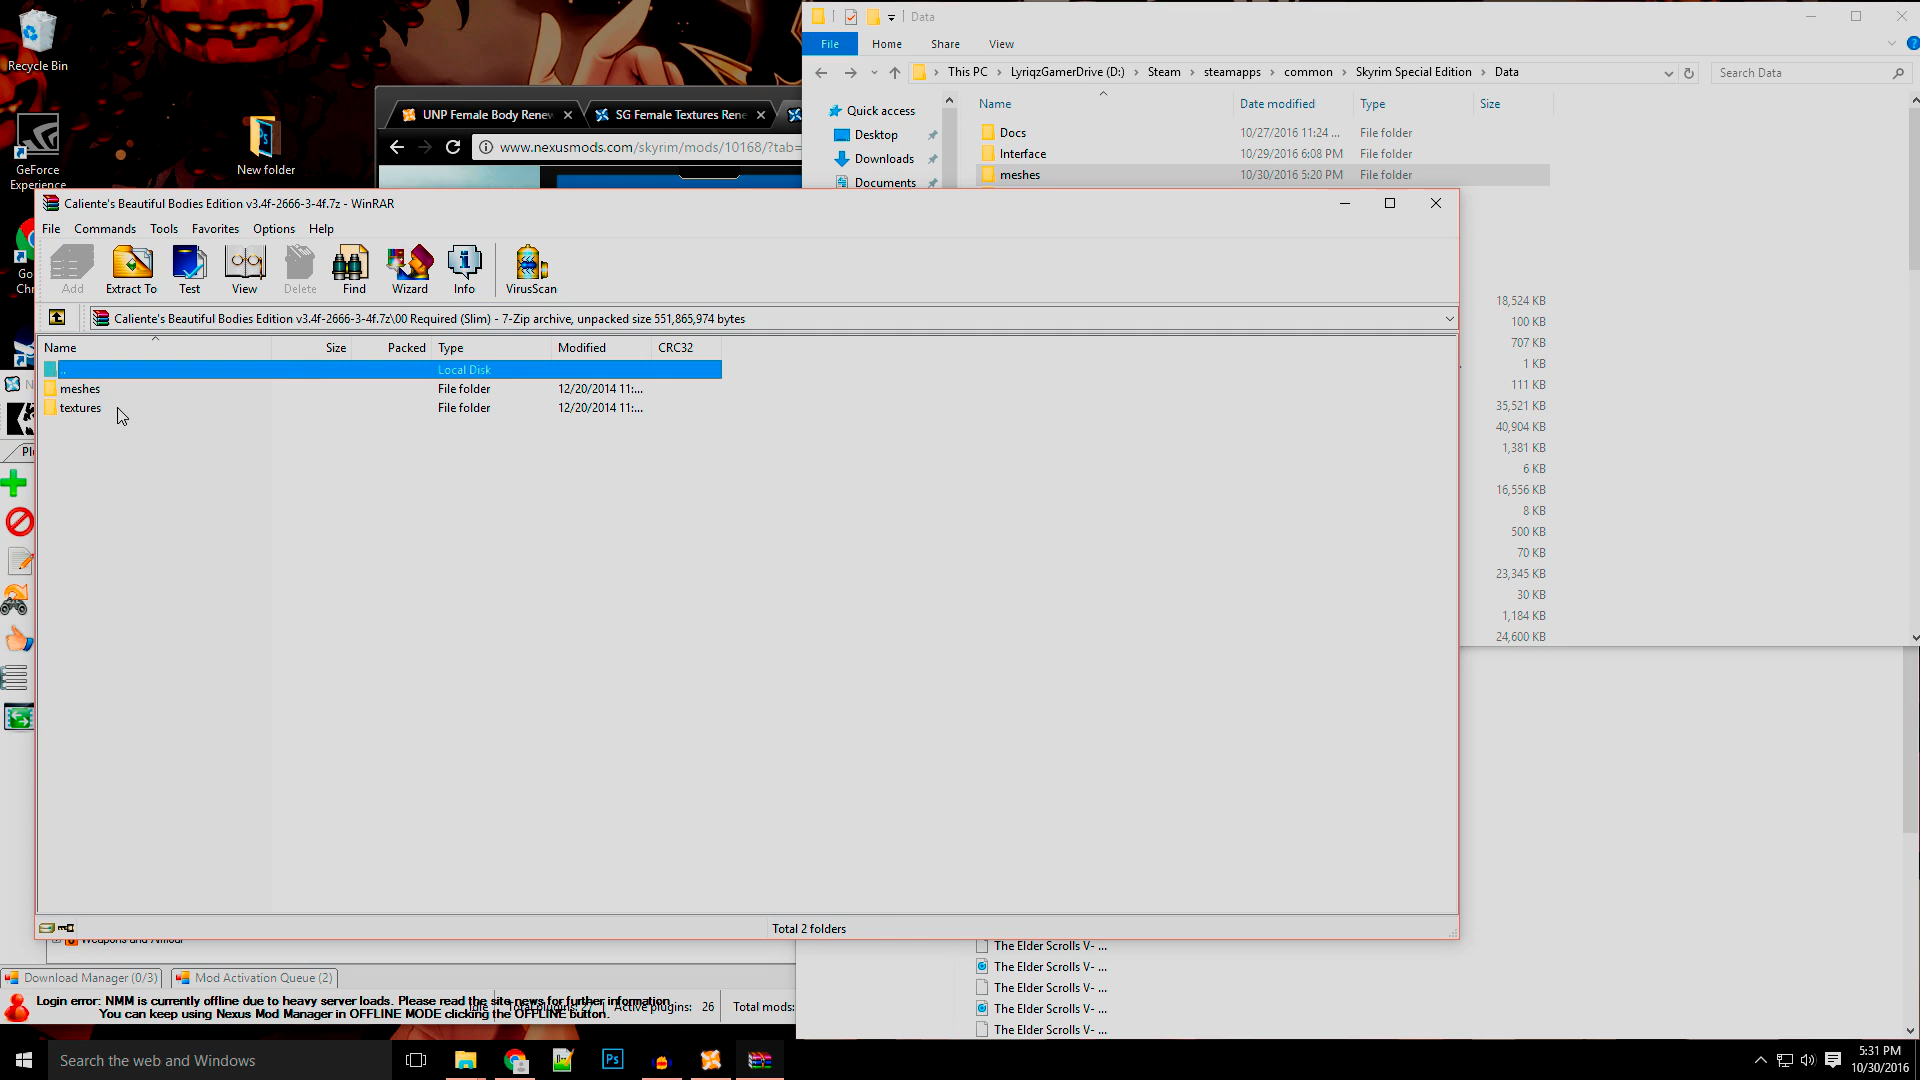 Recycle Bin
GeForce
Experience
New folder
UNP Female Body Renew
SG Female Textures Rene
www.nexusmods.com/skyrim/mods/10168/?tab=
Data
File
Home
Share
View
This PC
LyriqzGamerDrive (D:)
Steam
steamapps
common
Skyrim Special Edition
Data
Search Data
Quick access
Desktop
Downloads
Documents
Name
Date modified
Type
Size
Docs 10/27/2016 11:24 ... File folder
Interface 10/29/2016 6:08 PM File folder
meshes 10/30/2016 5:20 PM File folder
Caliente's Beautiful Bodies Edition v3.4f-2666-3-4f.7z - WinRAR
File Commands Tools Favorites Options Help
Add
Extract To
Test
View
Delete
Find
Wizard
Info
VirusScan
Caliente's Beautiful Bodies Edition v3.4f-2666-3-4f.7z\00 Required (Slim) - 7-Zip archive, unpacked size 551,865,974 bytes
Name Size Packed Type Modified CRC32
.. Local Disk
meshes File folder 12/20/2014 11:...
textures File folder 12/20/2014 11:...
Total 2 folders
18,524 KB
100 KB
707 KB
1 KB
111 KB
35,521 KB
40,904 KB
1,381 KB
6 KB
16,556 KB
8 KB
500 KB
70 KB
23,345 KB
30 KB
1,184 KB
24,600 KB
The Elder Scrolls V- ...
The Elder Scrolls V- ...
The Elder Scrolls V- ...
The Elder Scrolls V- ...
The Elder Scrolls V- ...
Weapons and Armour
Download Manager (0/3)
Mod Activation Queue (2)
Login error: NMM is currently offline due to heavy server loads. Please read the site news for further information.
You can keep using Nexus Mod Manager in OFFLINE MODE clicking the OFFLINE button.
Idle
Total plugins: 27
Active plugins: 26
Total mods:
Search the web and Windows
5:31 PM
10/30/2016